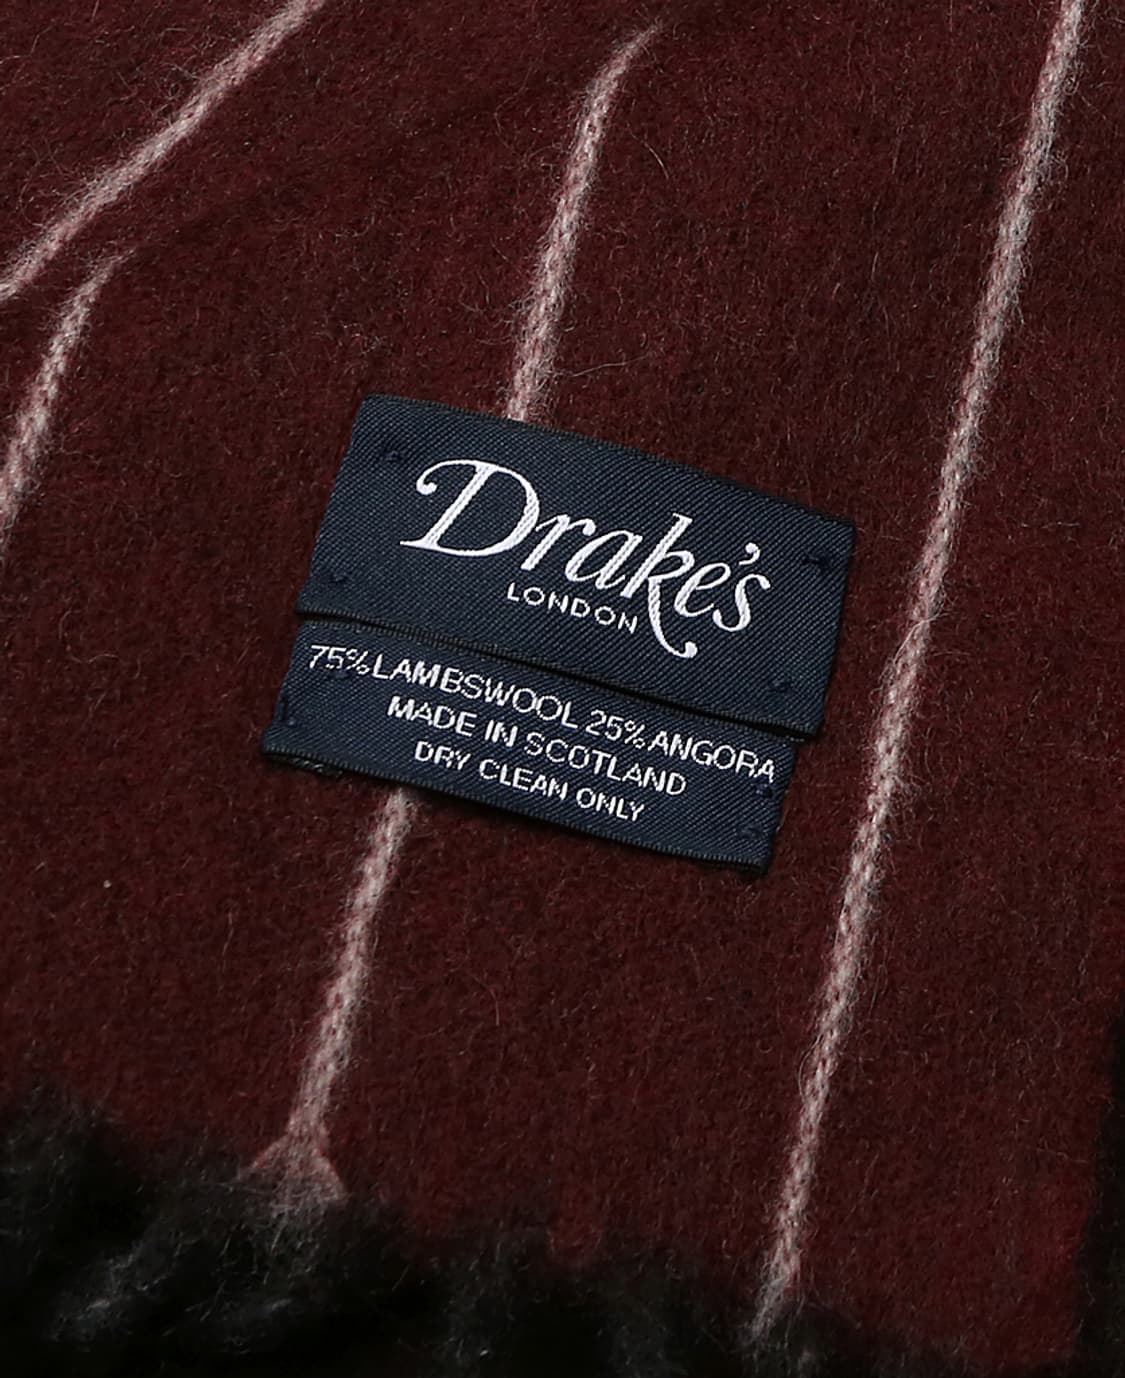 Drake's
LONDON
75% LAMBSWOOL 25% ANGORA
MADE IN SCOTLAND
DRY CLEAN ONLY